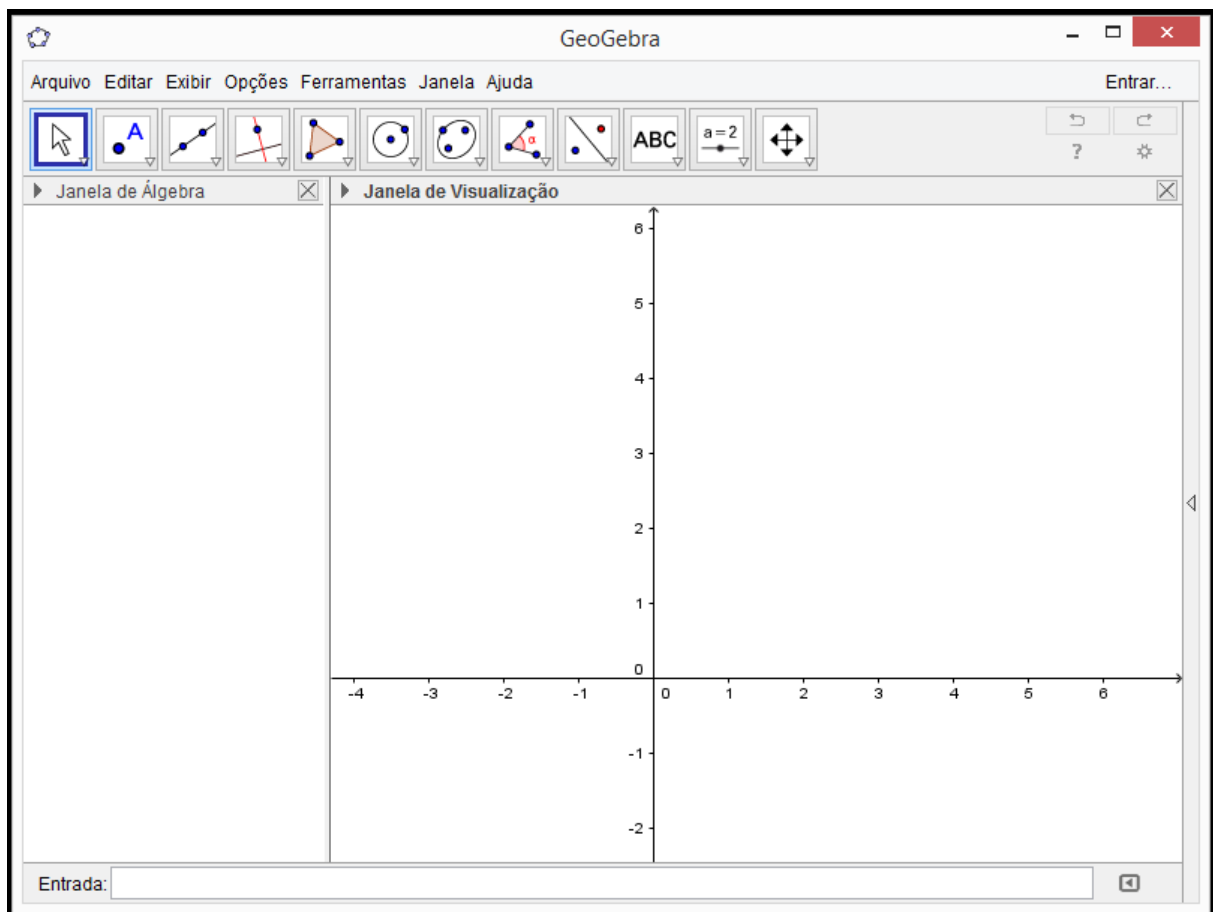 GeoGebra
Arquivo Editar Exibir Opções Ferramentas Janela Ajuda Entrar...
A α ABC a=2 ?
Janela de Álgebra Janela de Visualização
6
5
4
3
2
1
0
-4 -3 -2 -1 0 1 2 3 4 5 6
-1
-2
Entrada: